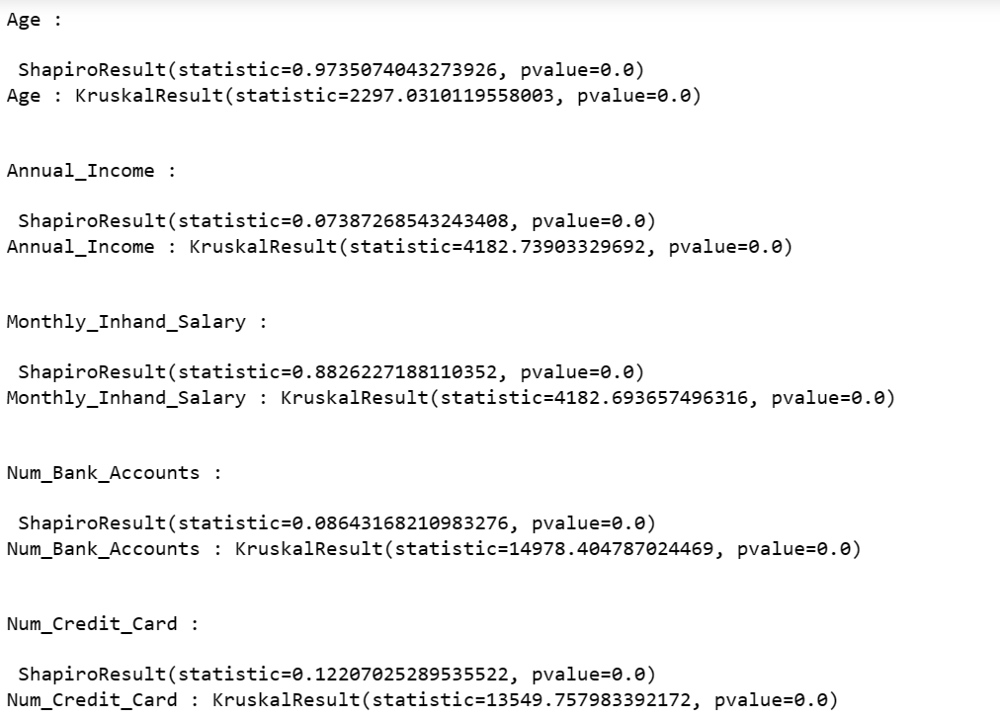 Age :
ShapiroResult(statistic=0.9735074043273926, pvalue=0.0)
Age : KruskalResult(statistic=2297.0310119558003, pvalue=0.0)
Annual_Income :
ShapiroResult(statistic=0.07387268543243408, pvalue=0.0)
Annual_Income : KruskalResult(statistic=4182.73903329692, pvalue=0.0)
Monthly_Inhand_Salary :
ShapiroResult(statistic=0.8826227188110352, pvalue=0.0)
Monthly_Inhand_Salary : KruskalResult(statistic=4182.693657496316, pvalue=0.0)
Num_Bank_Accounts :
ShapiroResult(statistic=0.08643168210983276, pvalue=0.0)
Num_Bank_Accounts : KruskalResult(statistic=14978.404787024469, pvalue=0.0)
Num_Credit_Card :
ShapiroResult(statistic=0.12207025289535522, pvalue=0.0)
Num_Credit_Card : KruskalResult(statistic=13549.757983392172, pvalue=0.0)